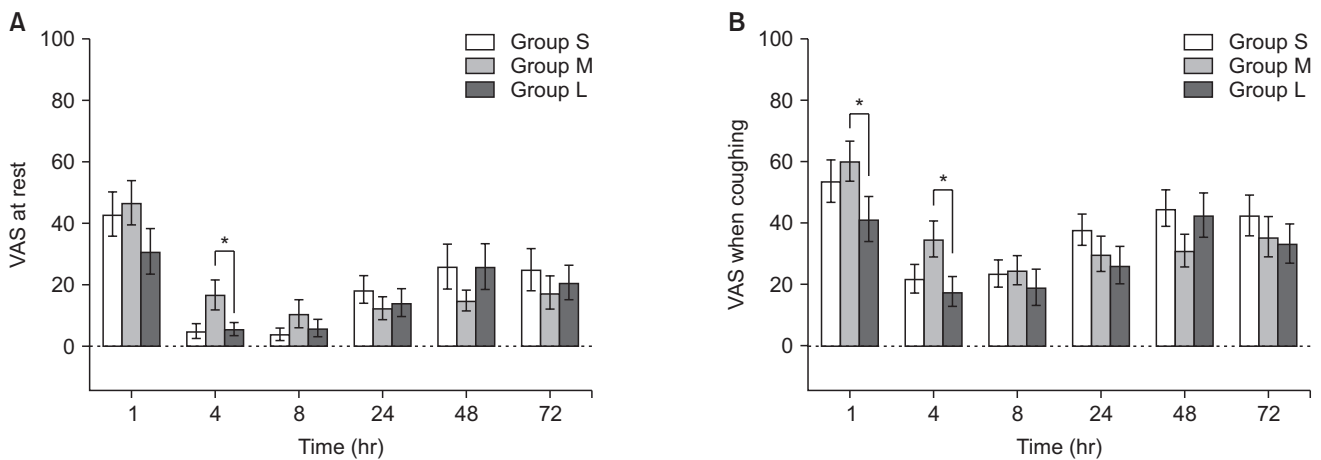 A
VAS at rest
100
80
60
40
20
0
Group S
Group M
Group L
*
1 4 8 24 48 72
Time (hr)
B
VAS when coughing
100
80
60
40
20
0
Group S
Group M
Group L
*
*
1 4 8 24 48 72
Time (hr)